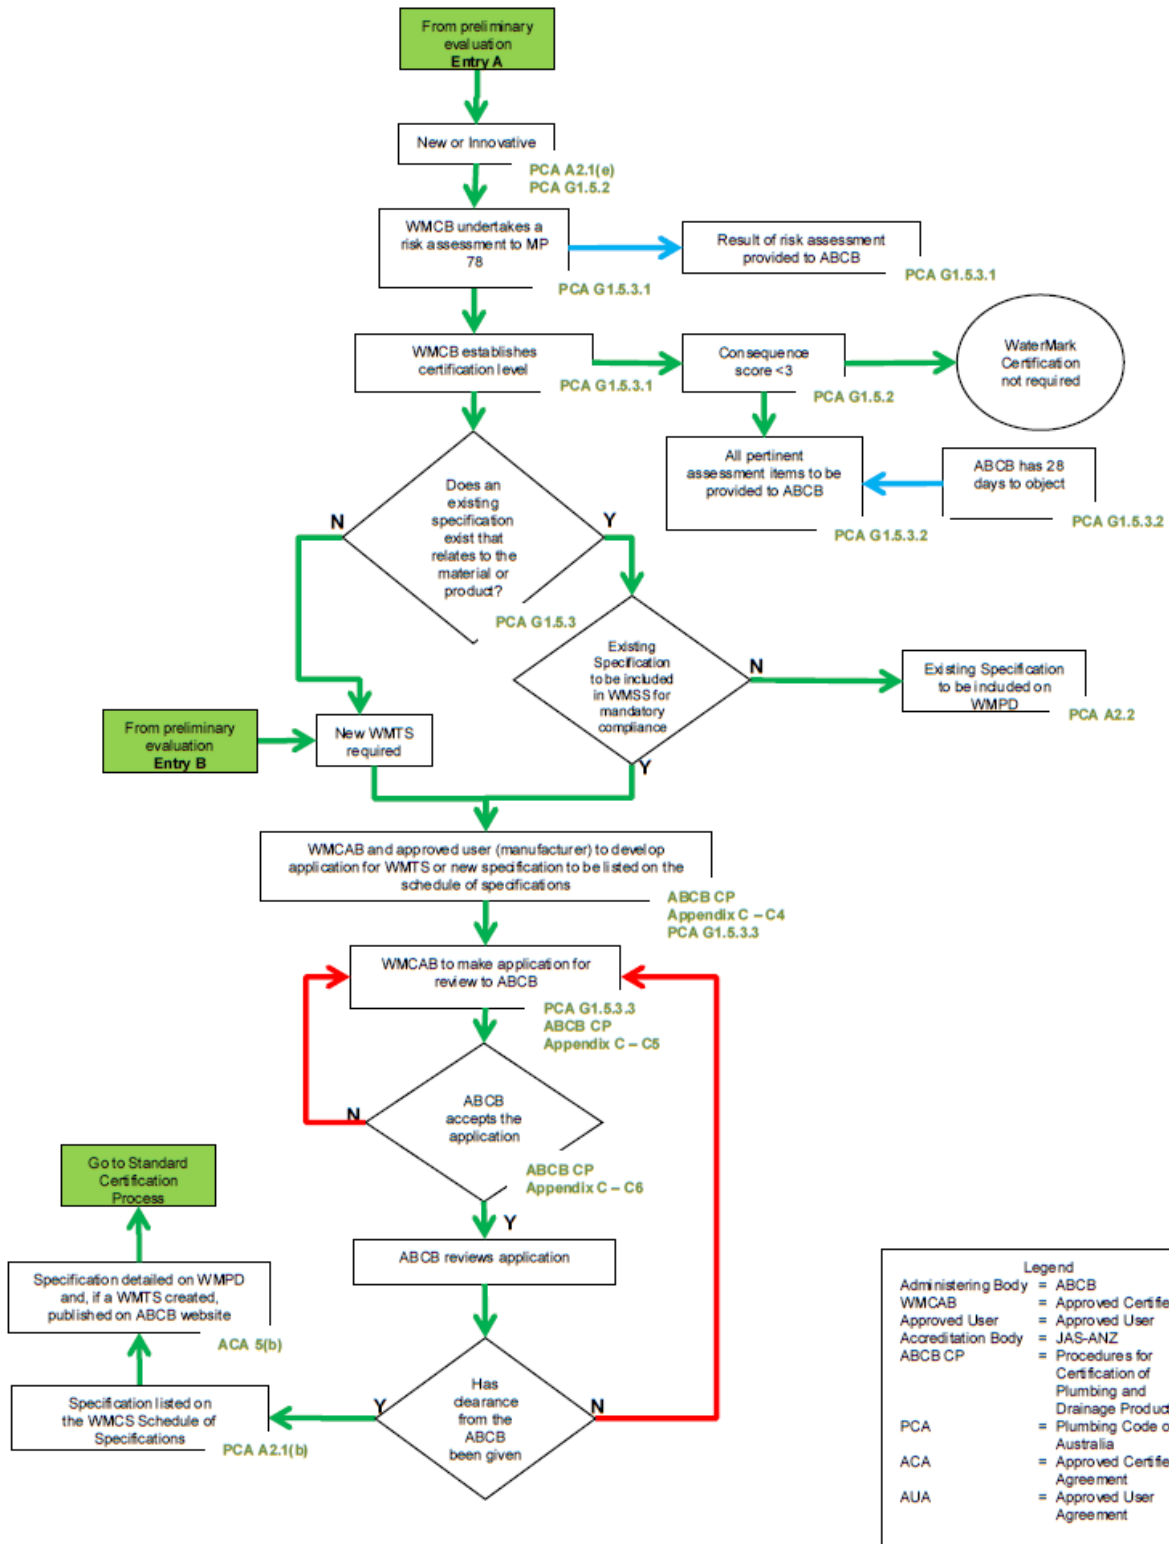 From preliminary
evaluation
Entry A
New or Innovative
PCA A2.1(e)
PCA G1.5.2
WMCB undertakes a
risk assessment to MP
78
PCA G1.5.3.1
Result of risk assessment
provided to ABCB
PCA G1.5.3.1
WMCB establishes
certification level
PCA G1.5.3.1
Consequence
score <3
PCA G1.5.2
WaterMark
Certification
not required
All pertinent
assessment items to be
provided to ABCB
PCA G1.5.3.2
ABCB has 28
days to object
PCA G1.5.3.2
Does an
existing
specification
exist that
relates to the
material or
product?
PCA G1.5.3
N
Y
Existing
Specification
to be included
in WMSS for
mandatory
compliance
N
Y
Existing Specification
to be included on
WMPD
PCA A2.2
From preliminary
evaluation
Entry B
New WMTS
required
WMCAB and approved user (manufacturer) to develop
application for WMTS or new specification to be listed on the
schedule of specifications
ABCB CP
Appendix C – C4
PCA G1.5.3.3
WMCAB to make application for
review to ABCB
PCA G1.5.3.3
ABCB CP
Appendix C – C5
ABCB
accepts the
application
N
ABCB CP
Appendix C – C6
Y
ABCB reviews application
Go to Standard
Certification
Process
Specification detailed on WMPD
and, if a WMTS created,
published on ABCB website
ACA 5(b)
Specification listed on
the WMCS Schedule of
Specifications
PCA A2.1(b)
Y
Has
clearance
from the
ABCB
been given
N
Legend
Administering Body = ABCB
WMCAB = Approved Certifie
Approved User = Approved User
Accreditation Body = JAS-ANZ
ABCB CP = Procedures for
Certification of
Plumbing and
Drainage Product
PCA = Plumbing Code o
Australia
ACA = Approved Certifie
Agreement
AUA = Approved User
Agreement